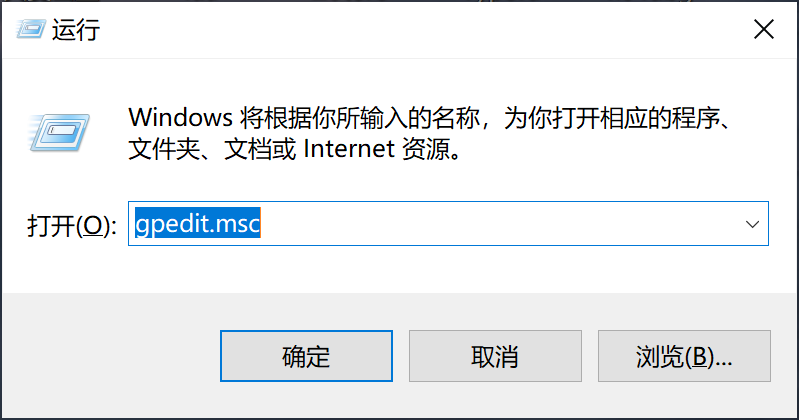 运行
Windows 将根据你所输入的名称，为你打开相应的程序、
文件夹、文档或 Internet 资源。
打开(O): gpedit.msc
确定 取消 浏览(B)...